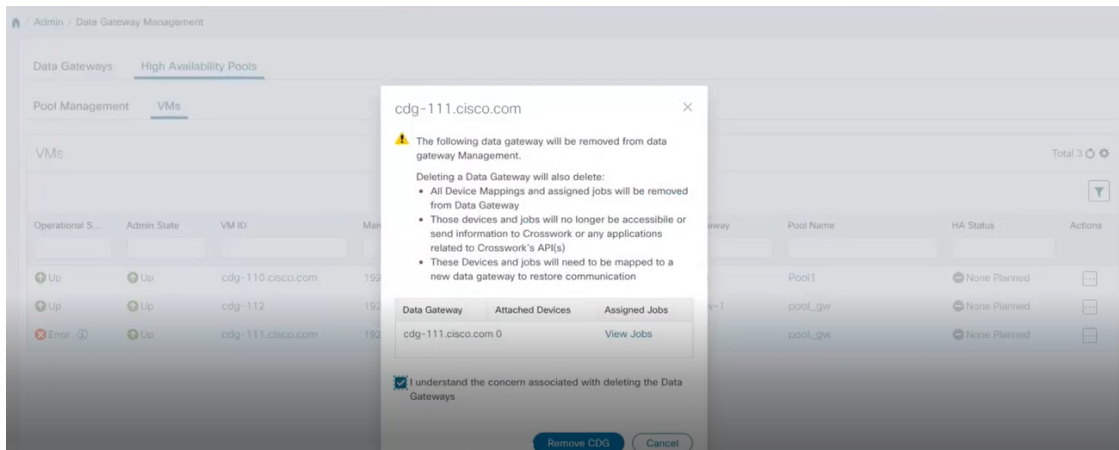 / Admin / Data Gateway Management
Data Gateways High Availability Pools
Pool Management VMs
VMs
Total 3
cdg-111.cisco.com
The following data gateway will be removed from data
gateway Management.
Deleting a Data Gateway will also delete:
• All Device Mappings and assigned jobs will be removed
from Data Gateway
• Those devices and jobs will no longer be accessibile or
send information to Crosswork or any applications
related to Crosswork's API(s)
• These Devices and jobs will need to be mapped to a
new data gateway to restore communication
Data Gateway Attached Devices Assigned Jobs
cdg-111.cisco.com 0 View Jobs
I understand the concern associated with deleting the Data
Gateways
Remove CDG Cancel
Operational S... Admin State VM ID Pool Name HA Status Actions
Up Up cdg-110.cisco.com 192 Pool1 None Planned
Up Up cdg-112 192 pool_gw None Planned
Error Up cdg-111.cisco.com 192 pool_gw None Planned